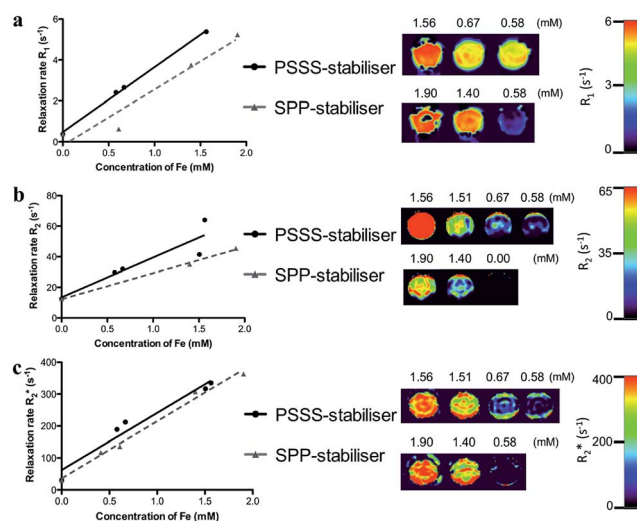 a
Relaxation rate R1 (s-1)
6
4
2
0
0.0 0.5 1.0 1.5 2.0
Concentration of Fe (mM)
PSSS-stabiliser
SPP-stabiliser
1.56 0.67 0.58 (mM)
1.90 1.40 0.58
6
R1 (s-1)
0
b
Relaxation rate R2 (s-1)
80
60
40
20
0
0.0 0.5 1.0 1.5 2.0
Concentration of Fe (mM)
PSSS-stabiliser
SPP-stabiliser
1.56 1.51 0.67 0.58
1.90 1.40 0.00 (mM)
65
R2 (s-1)
0
c
Relaxation rate R2* (s-1)
400
300
200
100
0
0.0 0.5 1.0 1.5 2.0
Concentration of Fe (mM)
PSSS-stabiliser
SPP-stabiliser
1.56 1.51 0.67 0.58 (mM)
1.90 1.40 0.58
400
200
R2* (s-1)
0